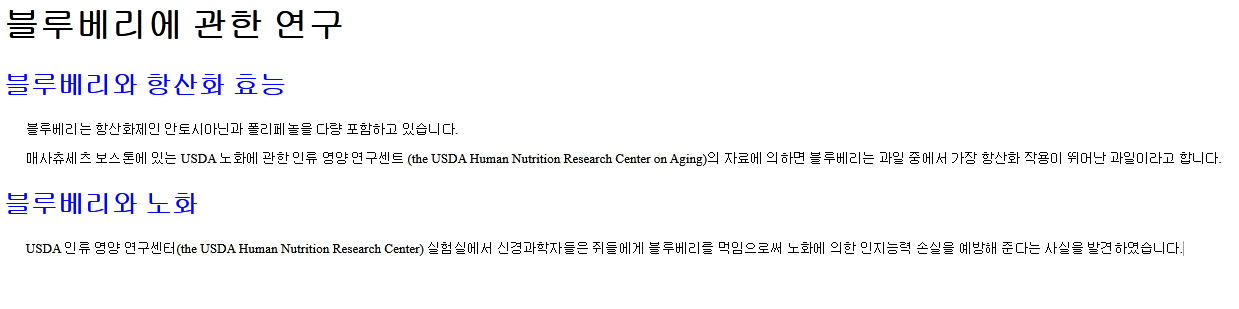 블루베리에 관한 연구
블루베리와 항산화 효능
블루베리는 항산화제인 안토시아닌과 폴리페놀을 다량 포함하고 있습니다.
매사츄세츠 보스톤에 있는 USDA 노화에 관한 인류 영양 연구센트 (the USDA Human Nutrition Research Center on Aging)의 자료에 의하면 블루베리는 과일 중에서 가장 항산화 작용이 뛰어난 과일이라고 합니다.
블루베리와 노화
USDA 인류 영양 연구센터(the USDA Human Nutrition Research Center) 실험실에서 신경과학자들은 쥐들에게 블루베리를 먹임으로써 노화에 의한 인지능력 손실을 예방해 준다는 사실을 발견하였습니다.